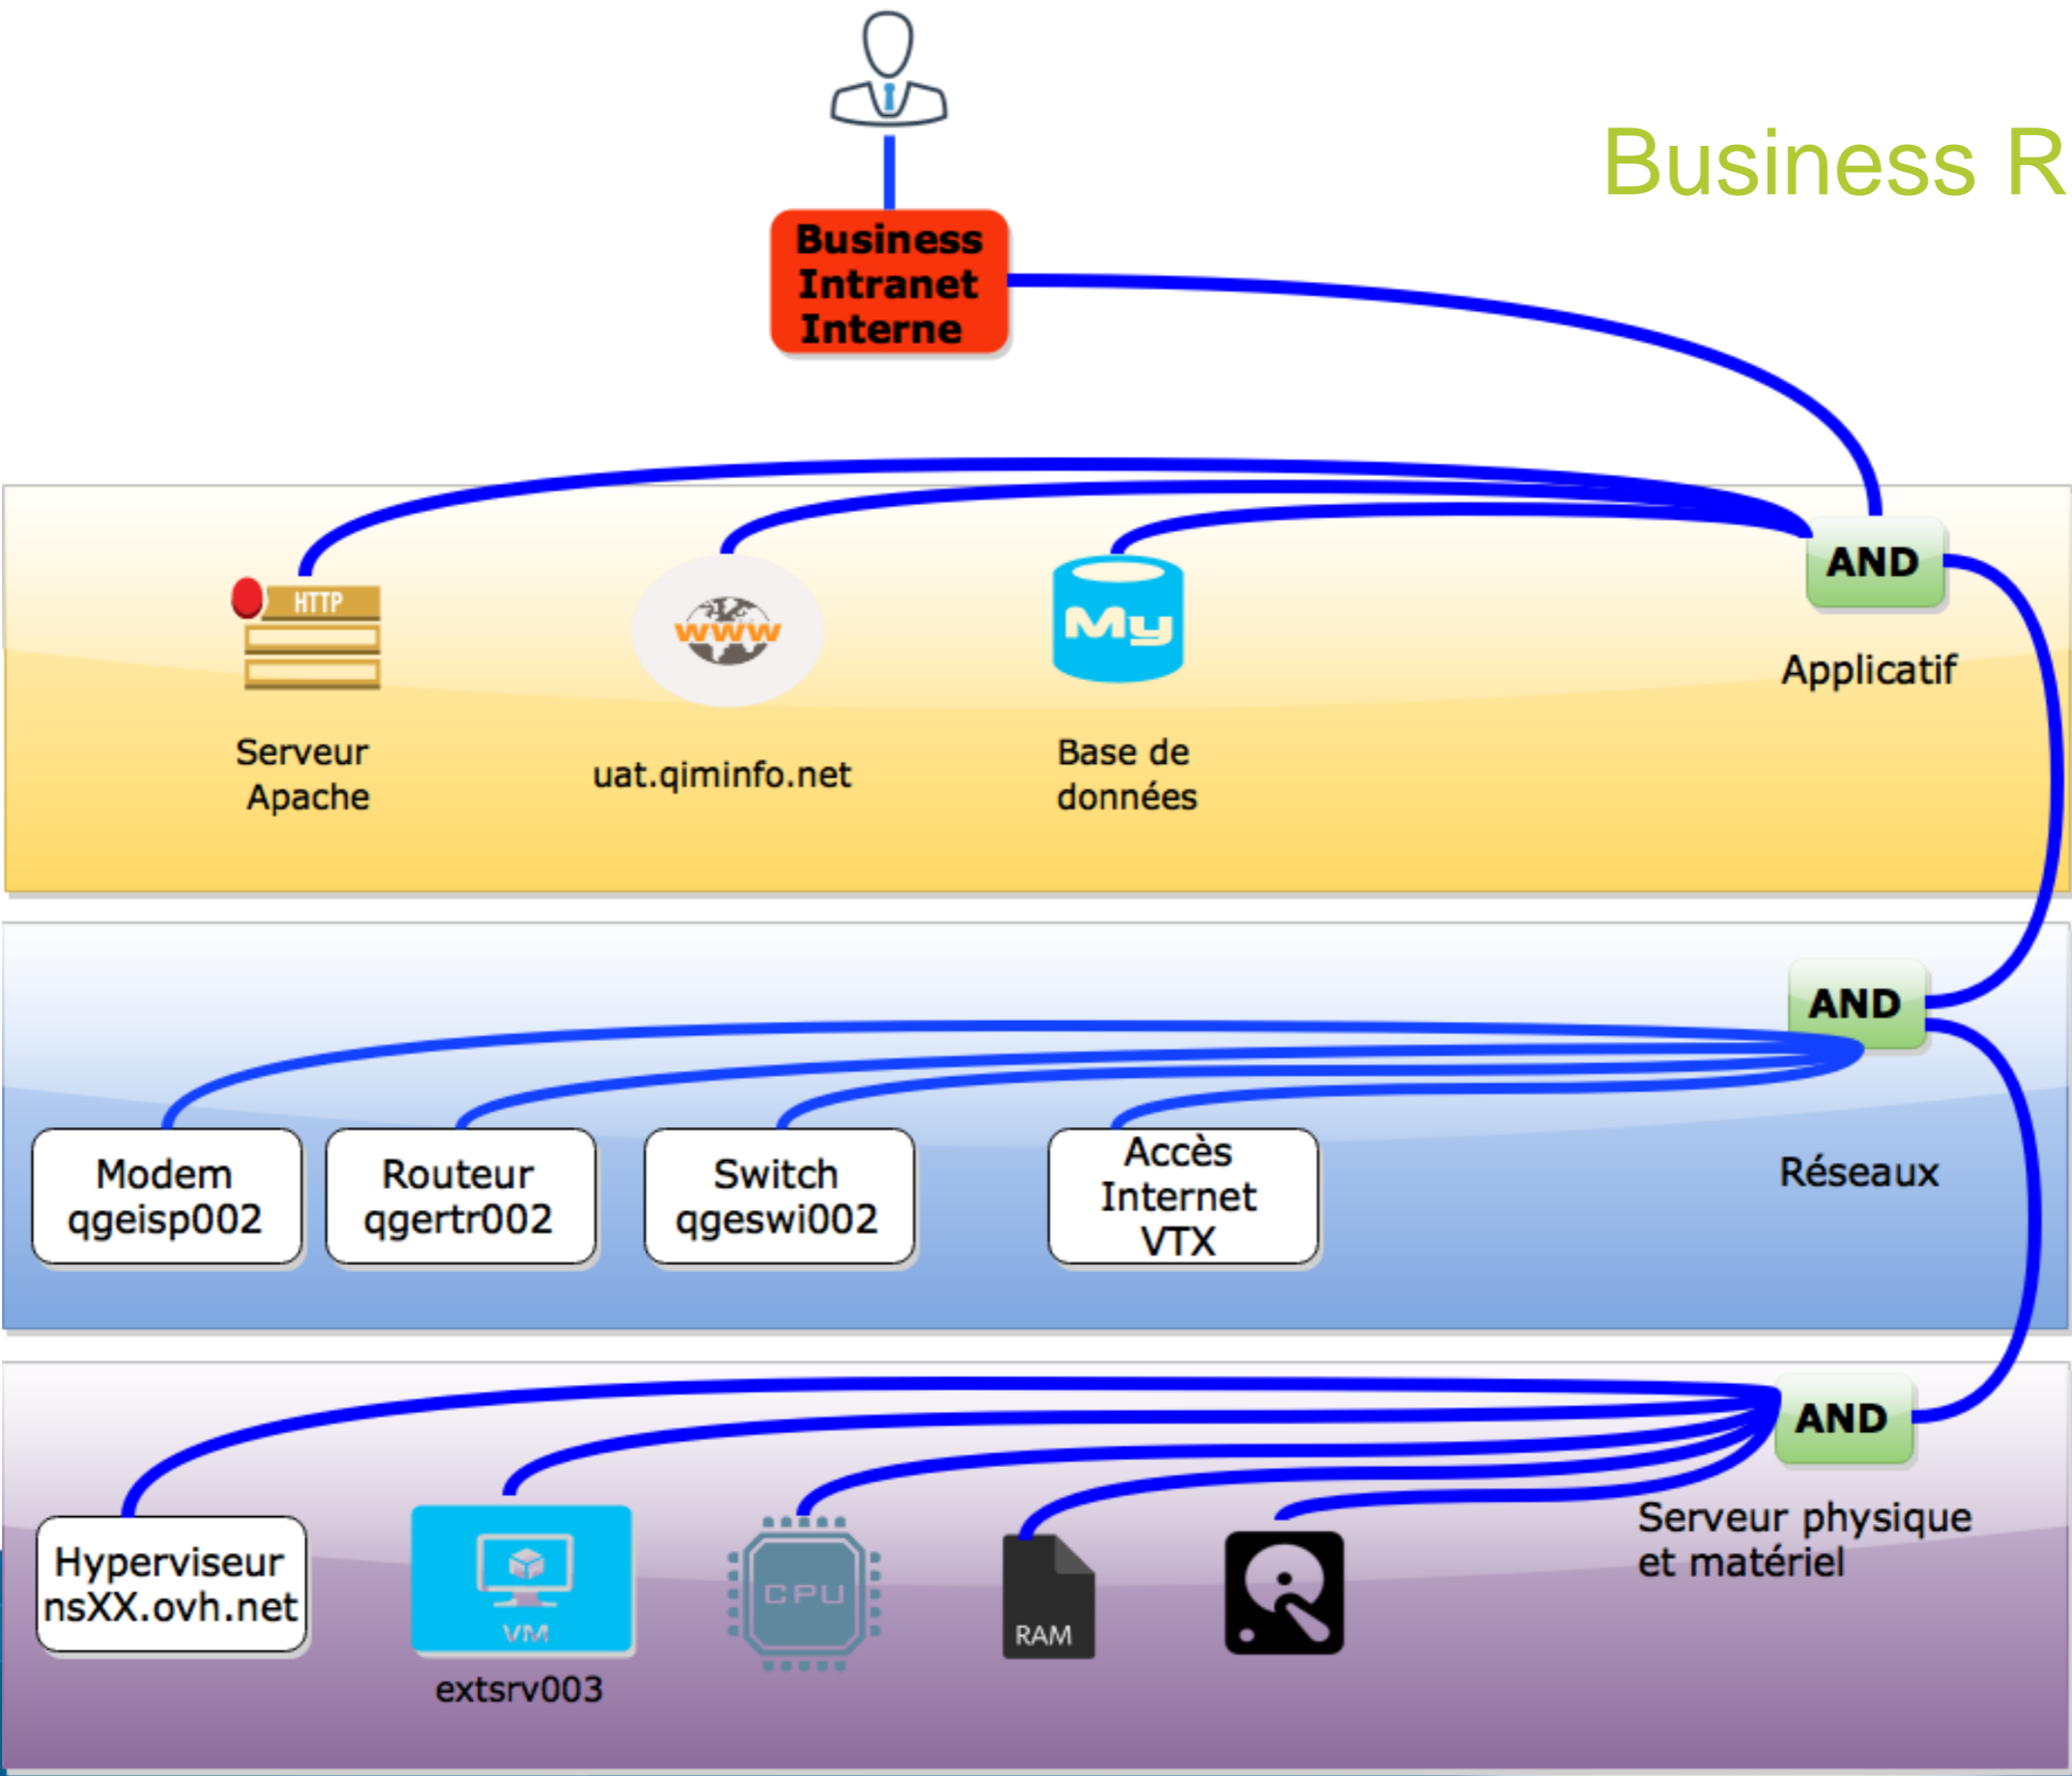 Business R
Business
Intranet
Interne
AND
HTTP
www
My
Applicatif
Serveur
Apache
uat.qiminfo.net
Base de
données
AND
Modem
qgeisp002
Routeur
qgertr002
Switch
qgeswi002
Accès
Internet
VTX
Réseaux
AND
Serveur physique
et matériel
Hyperviseur
nsXX.ovh.net
VM
extsrv003
CPU
RAM